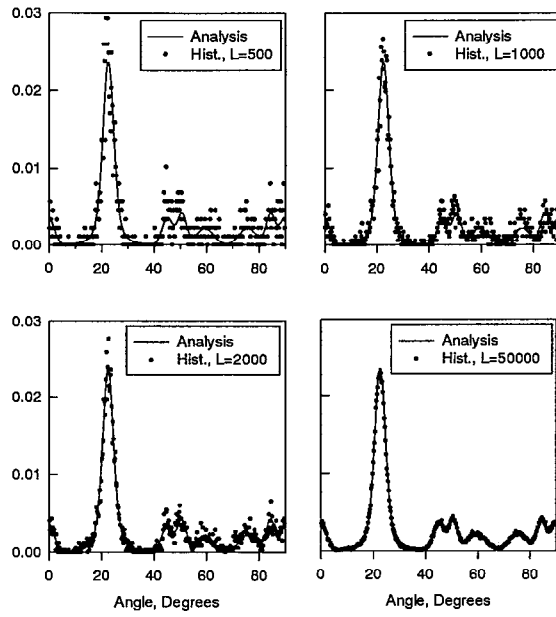 0.03
0.02
0.01
0.00
Analysis
Hist., L=500
0 20 40 60 80
Analysis
Hist., L=1000
0 20 40 60 80
0.03
0.02
0.01
0.00
Analysis
Hist., L=2000
0 20 40 60 80
Angle, Degrees
Analysis
Hist., L=50000
0 20 40 60 80
Angle, Degrees